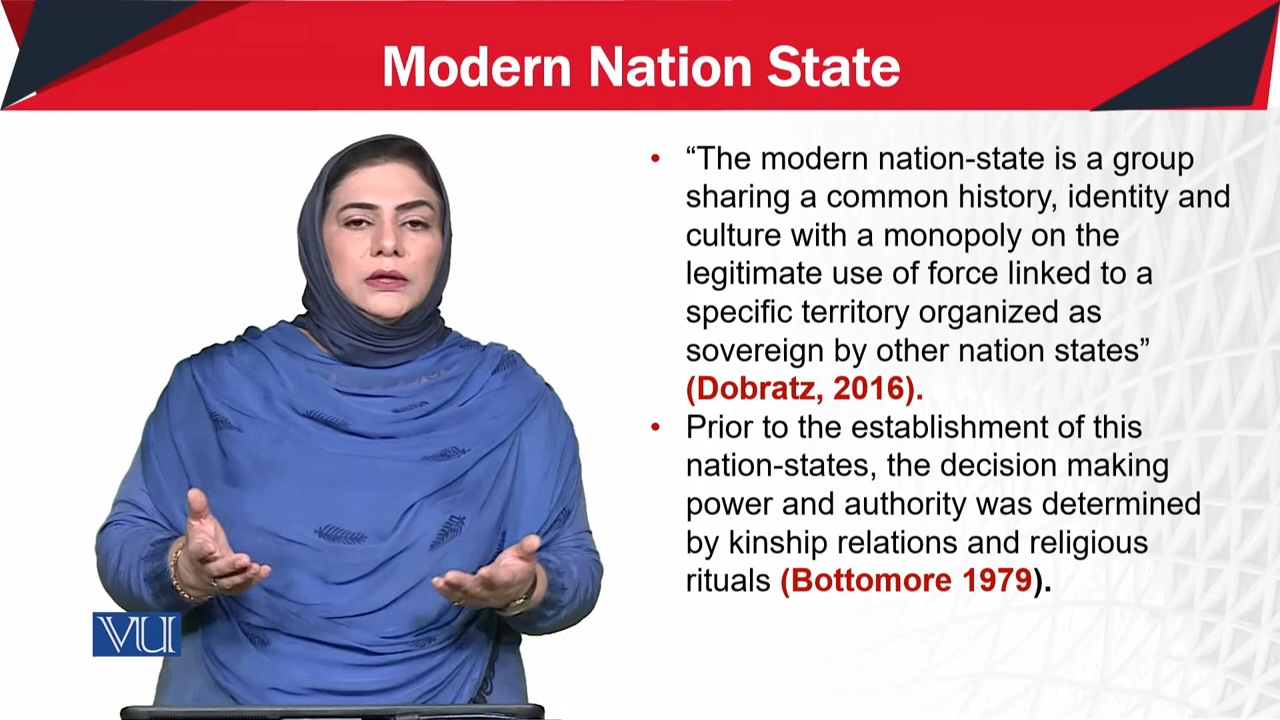 Modern Nation State
• “The modern nation-state is a group
sharing a common history, identity and
culture with a monopoly on the
legitimate use of force linked to a
specific territory organized as
sovereign by other nation states”
(Dobratz, 2016).
• Prior to the establishment of this
nation-states, the decision making
power and authority was determined
by kinship relations and religious
rituals (Bottomore 1979).
VU